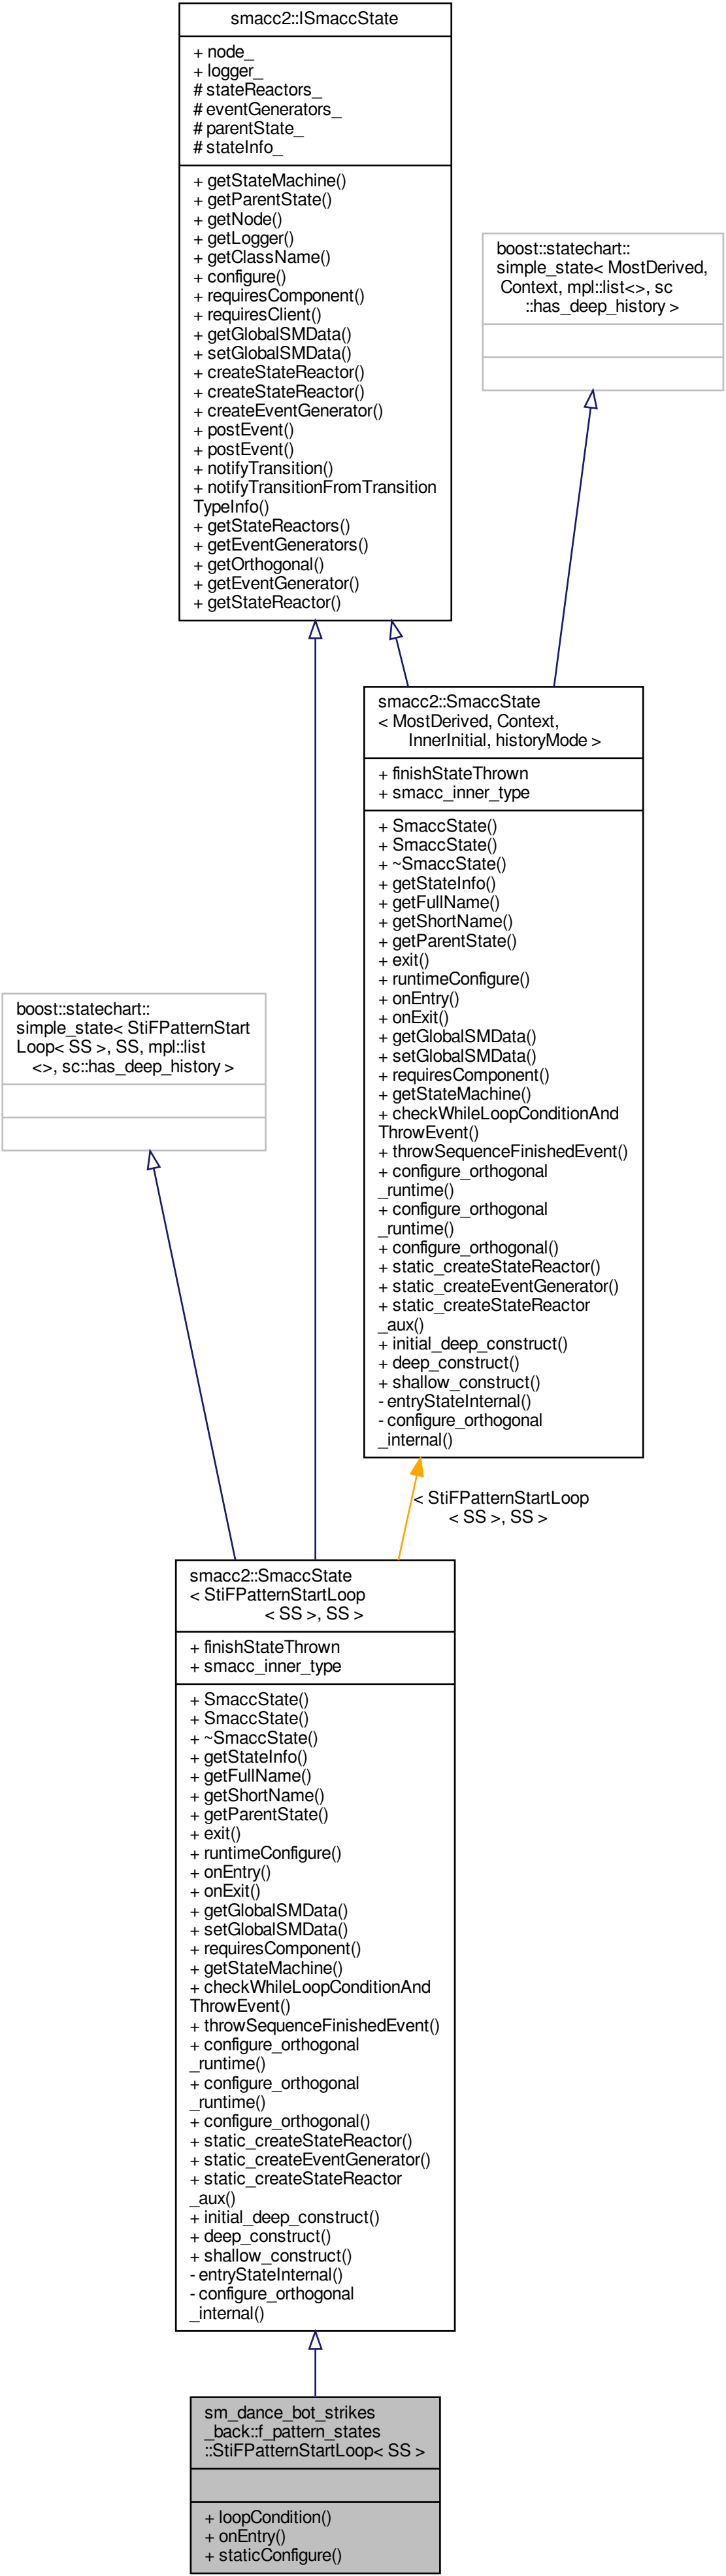 smacc2::ISmaccState
+ node_
+ logger_
# stateReactors_
# eventGenerators_
# parentState_
# stateInfo_
+ getStateMachine()
+ getParentState()
+ getNode()
+ getLogger()
+ getClassName()
+ configure()
+ requiresComponent()
+ requiresClient()
+ getGlobalSMData()
+ setGlobalSMData()
+ createStateReactor()
+ createStateReactor()
+ createEventGenerator()
+ postEvent()
+ postEvent()
+ notifyTransition()
+ notifyTransitionFromTransition
TypeInfo()
+ getStateReactors()
+ getEventGenerators()
+ getOrthogonal()
+ getEventGenerator()
+ getStateReactor()
boost::statechart::
simple_state< MostDerived,
Context, mpl::list<>, sc
::has_deep_history >
smacc2::SmaccState
< MostDerived, Context,
InnerInitial, historyMode >
+ finishStateThrown
+ smacc_inner_type
+ SmaccState()
+ SmaccState()
+ ~SmaccState()
+ getStateInfo()
+ getFullName()
+ getShortName()
+ getParentState()
+ exit()
+ runtimeConfigure()
+ onEntry()
+ onExit()
+ getGlobalSMData()
+ setGlobalSMData()
+ requiresComponent()
+ getStateMachine()
+ checkWhileLoopConditionAnd
ThrowEvent()
+ throwSequenceFinishedEvent()
+ configure_orthogonal
_runtime()
+ configure_orthogonal
_runtime()
+ configure_orthogonal()
+ static_createStateReactor()
+ static_createEventGenerator()
+ static_createStateReactor
_aux()
+ initial_deep_construct()
+ deep_construct()
+ shallow_construct()
- entryStateInternal()
- configure_orthogonal
_internal()
boost::statechart::
simple_state< StiFPatternStart
Loop< SS >, SS, mpl::list
<>, sc::has_deep_history >
< StiFPatternStartLoop
< SS >, SS >
smacc2::SmaccState
< StiFPatternStartLoop
< SS >, SS >
+ finishStateThrown
+ smacc_inner_type
+ SmaccState()
+ SmaccState()
+ ~SmaccState()
+ getStateInfo()
+ getFullName()
+ getShortName()
+ getParentState()
+ exit()
+ runtimeConfigure()
+ onEntry()
+ onExit()
+ getGlobalSMData()
+ setGlobalSMData()
+ requiresComponent()
+ getStateMachine()
+ checkWhileLoopConditionAnd
ThrowEvent()
+ throwSequenceFinishedEvent()
+ configure_orthogonal
_runtime()
+ configure_orthogonal
_runtime()
+ configure_orthogonal()
+ static_createStateReactor()
+ static_createEventGenerator()
+ static_createStateReactor
_aux()
+ initial_deep_construct()
+ deep_construct()
+ shallow_construct()
- entryStateInternal()
- configure_orthogonal
_internal()
sm_dance_bot_strikes
_back::f_pattern_states
::StiFPatternStartLoop< SS >
+ loopCondition()
+ onEntry()
+ staticConfigure()